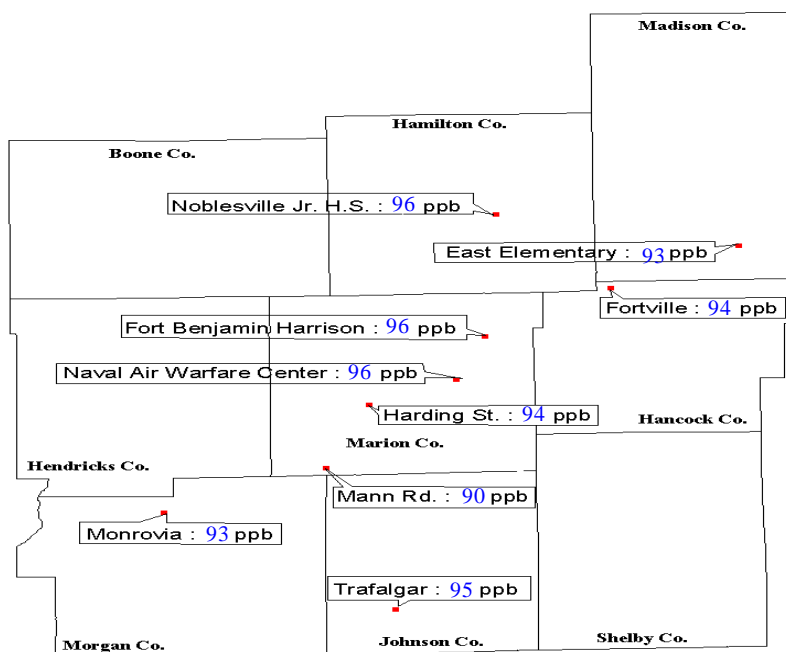 Madison Co.
Hamilton Co.
Boone Co.
Noblesville Jr. H.S. : 96 ppb
East Elementary : 93 ppb
Fortville : 94 ppb
Fort Benjamin Harrison : 96 ppb
Naval Air Warfare Center : 96 ppb
Harding St. : 94 ppb
Hancock Co.
Marion Co.
Hendricks Co.
Mann Rd. : 90 ppb
Monrovia : 93 ppb
Trafalgar : 95 ppb
Morgan Co.
Johnson Co.
Shelby Co.